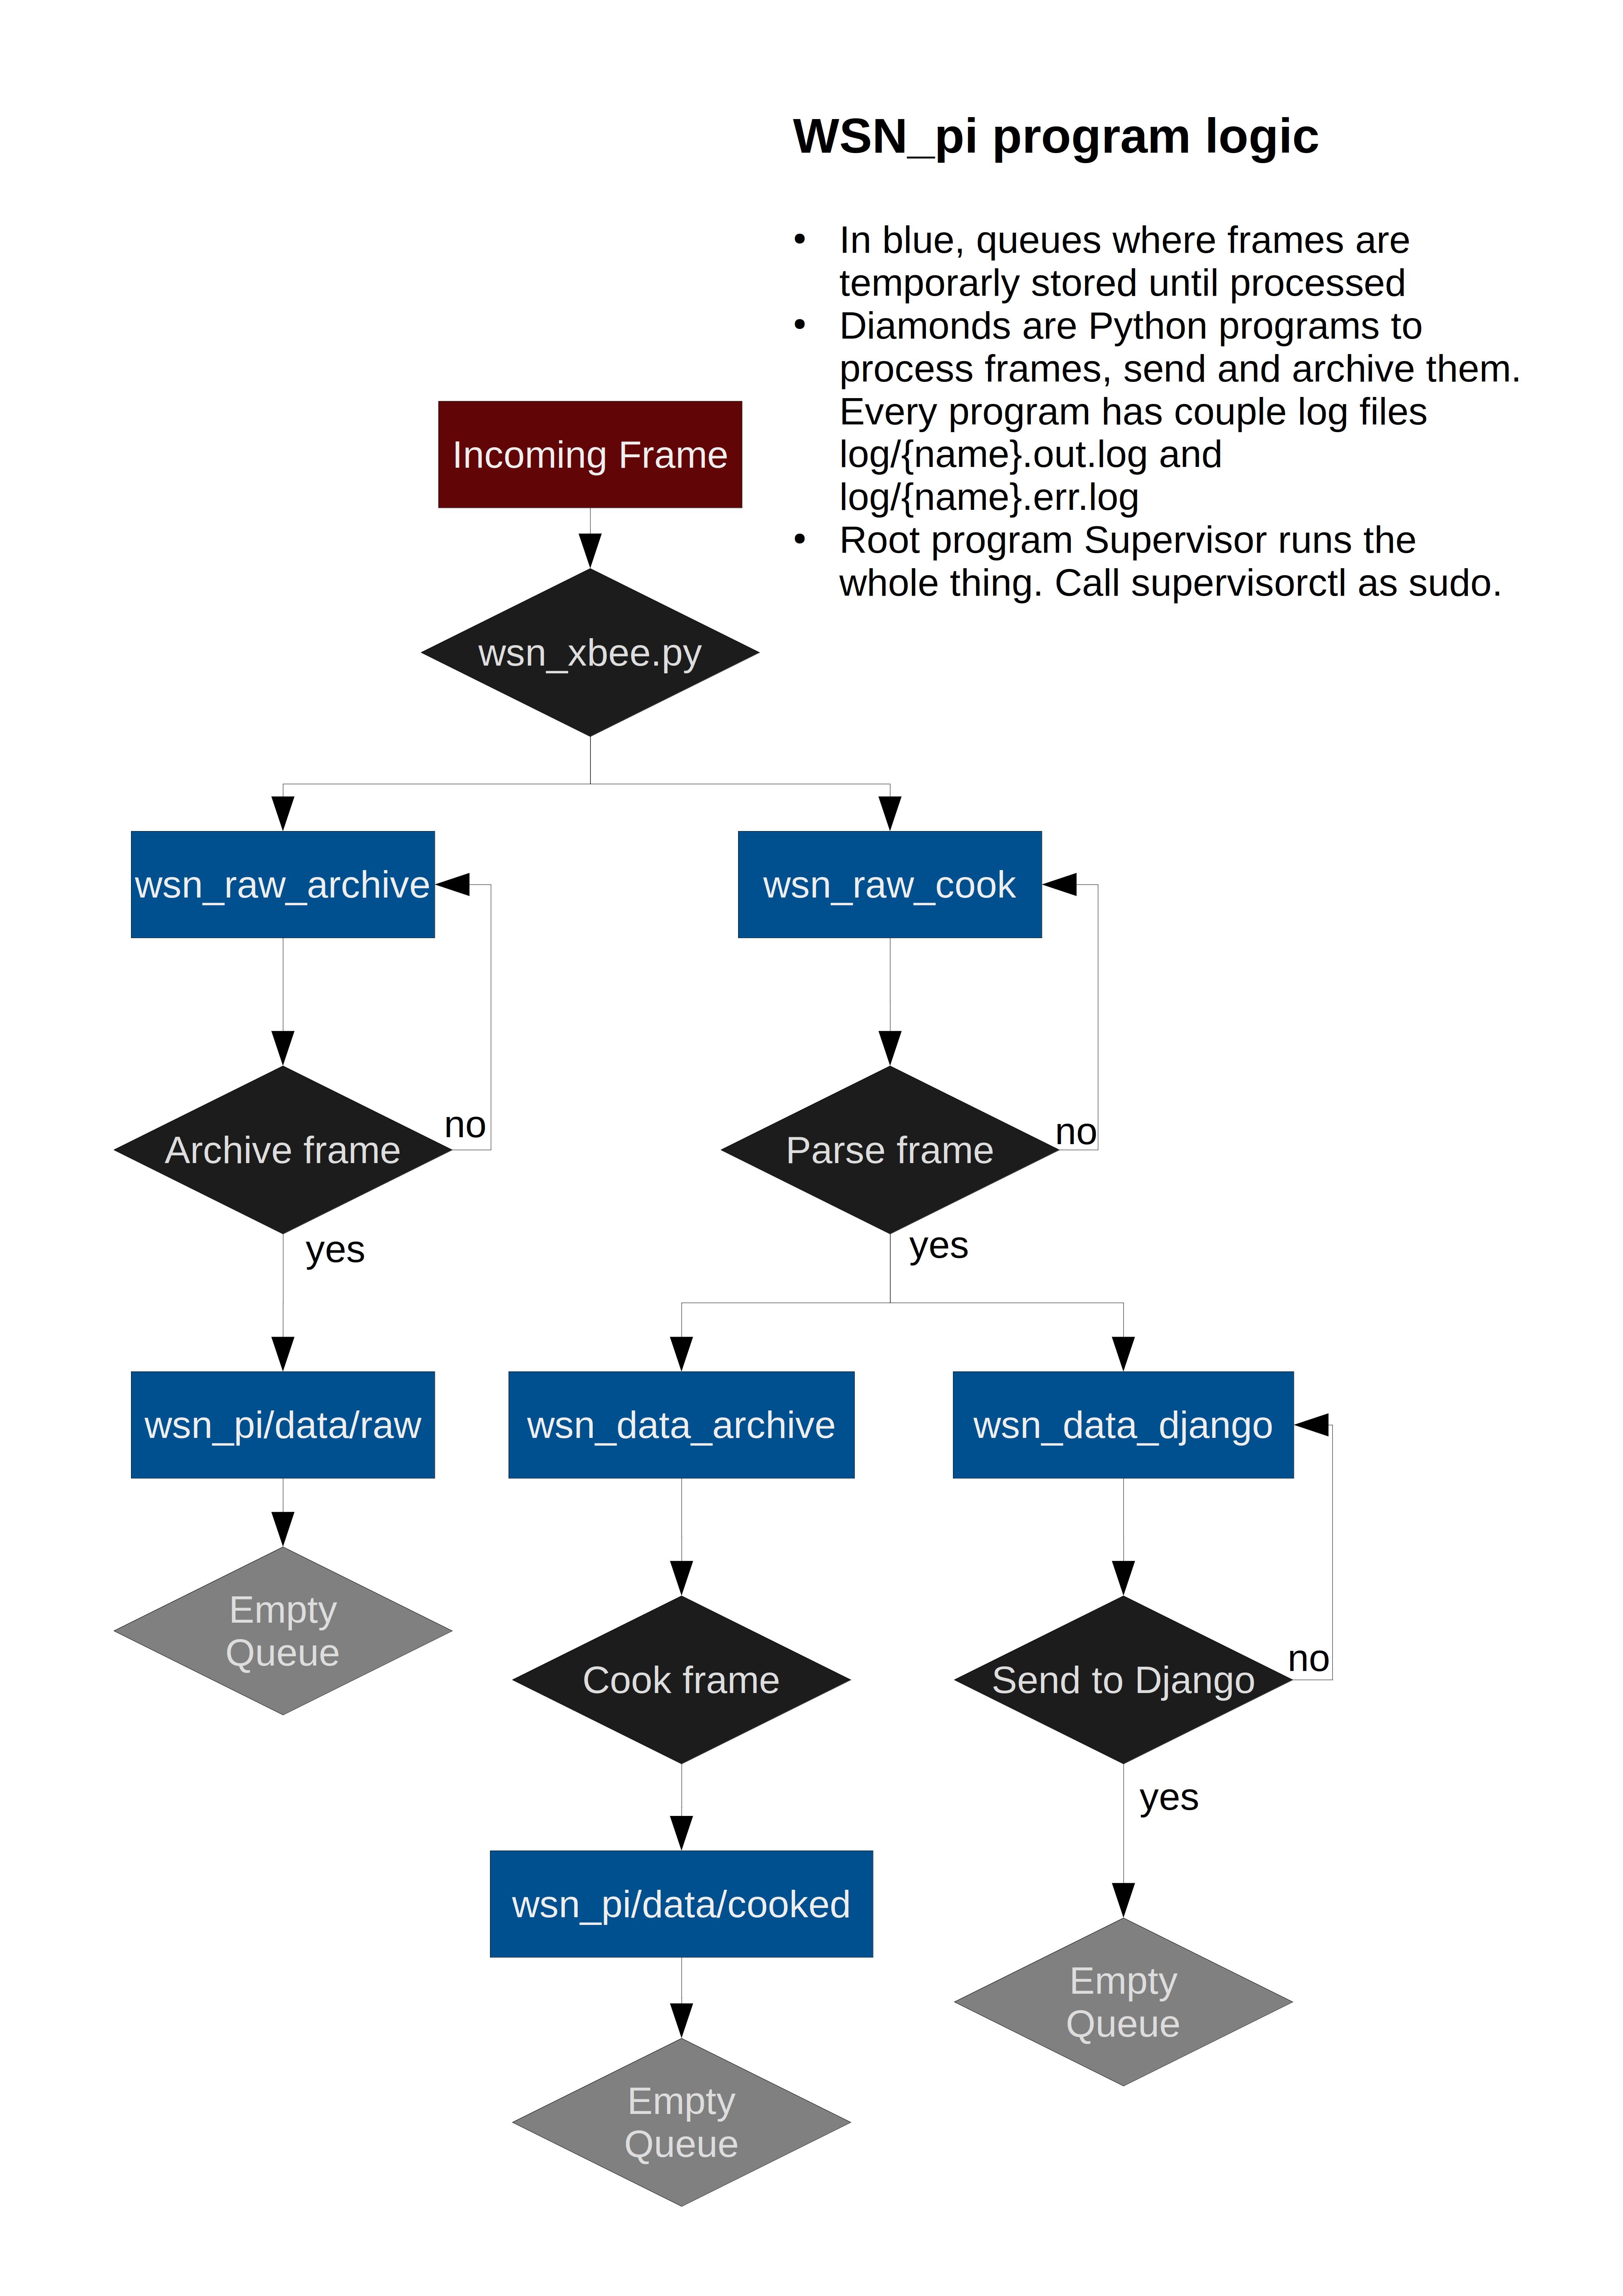 WSN_pi program logic
• In blue, queues where frames are
temporarly stored until processed
• Diamonds are Python programs to
process frames, send and archive them.
Every program has couple log files
log/{name}.out.log and
log/{name}.err.log
• Root program Supervisor runs the
whole thing. Call supervisorctl as sudo.
Incoming Frame
wsn_xbee.py
wsn_raw_archive
wsn_raw_cook
Archive frame
no
Parse frame
no
yes
yes
wsn_pi/data/raw
wsn_data_archive
wsn_data_django
Empty
Queue
Cook frame
Send to Django
no
yes
wsn_pi/data/cooked
Empty
Queue
Empty
Queue